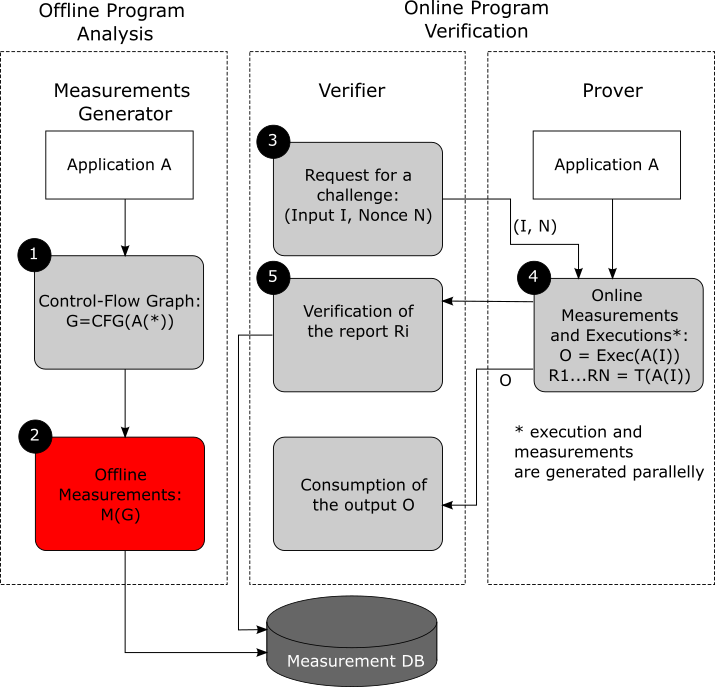 Offline Program
Analysis
Online Program
Verification
Measurements
Generator
Verifier
Prover
Application A
1
Control-Flow Graph:
G=CFG(A(*))
2
Offline
Measurements:
M(G)
3
Request for a
challenge:
(Input I, Nonce N)
(I, N)
5
Verification of
the report Ri
Consumption of
the output O
Application A
4
Online
Measurements
and Executions*:
O = Exec(A(I))
R1...RN = T(A(I))
O
* execution and
measurements
are generated parallelly
Measurement DB